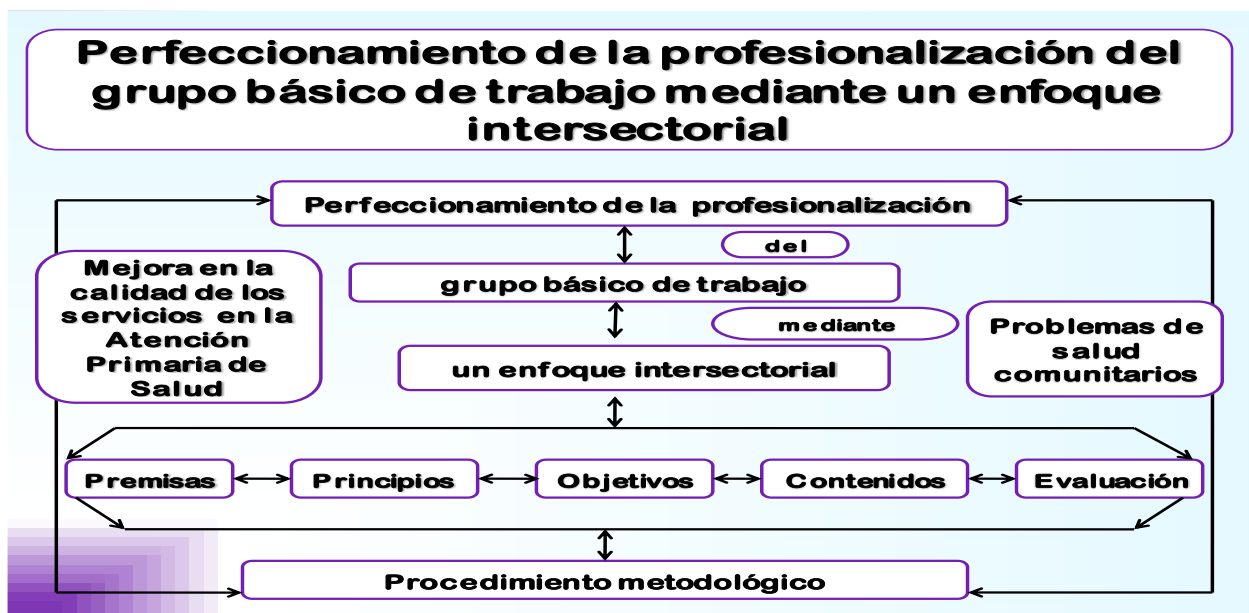 Perfeccionamiento de la profesionalización del
grupo básico de trabajo mediante un enfoque
intersectorial
Perfeccionamiento de la profesionalización
del
grupo básico de trabajo
mediante
un enfoque intersectorial
Mejora en la
calidad de los
servicios en la
Atención
Primaria de
Salud
Problemas de
salud
comunitarios
Premisas
Principios
Objetivos
Contenidos
Evaluación
Procedimiento metodológico